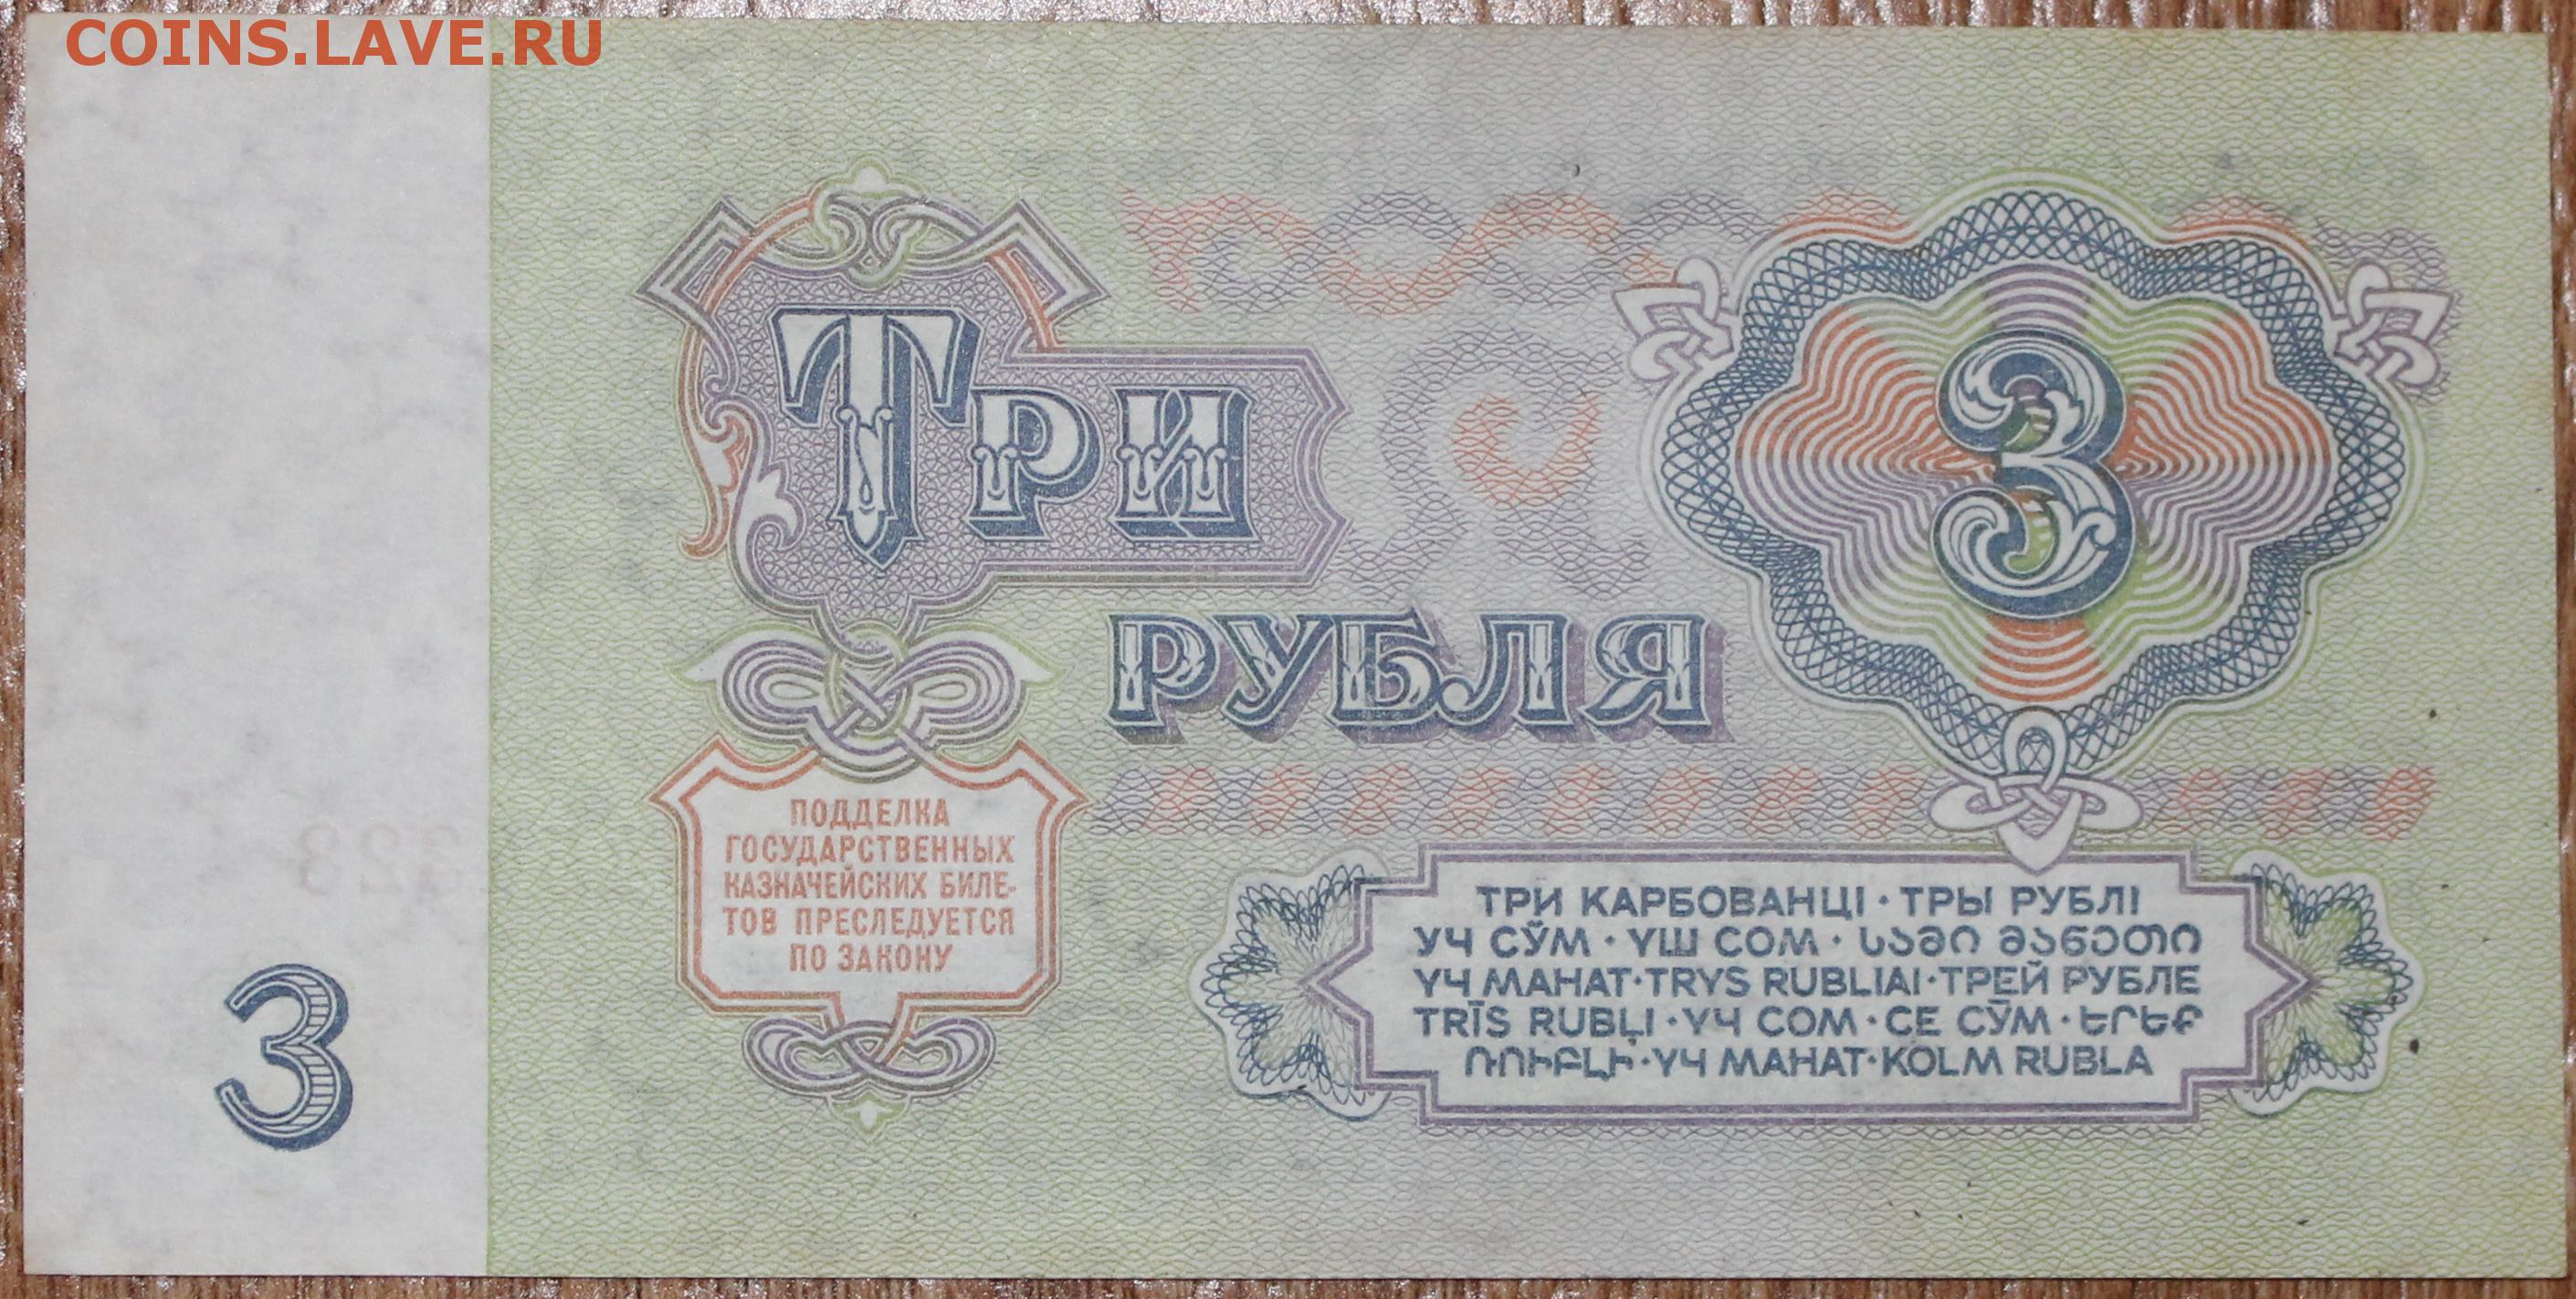 COINS.LAVE.RU
ТРИ
РУБЛЯ
3
ПОДДЕЛКА
ГОСУДАРСТВЕННЫХ
КАЗНАЧЕЙСКИХ БИЛЕ-
ТОВ ПРЕСЛЕДУЕТСЯ
ПО ЗАКОНУ
3
ТРИ КАРБОВАНЦІ · ТРЫ РУБЛІ
УЧ СЎМ · ҮШ СОМ · ᲡᲐᲛᲘ ᲛᲐᲜᲔᲗᲘ
ҮЧ МАНАТ · TRYS RUBLIAI · ТРЕЙ РУБЛЕ
TRĪS RUBĻI · ҮЧ СОМ · СЕ СӮМ · ԵՐԵՔ
ՌՈՒԲԼԻ · ҮЧ МАНАТ · KOLM RUBLA